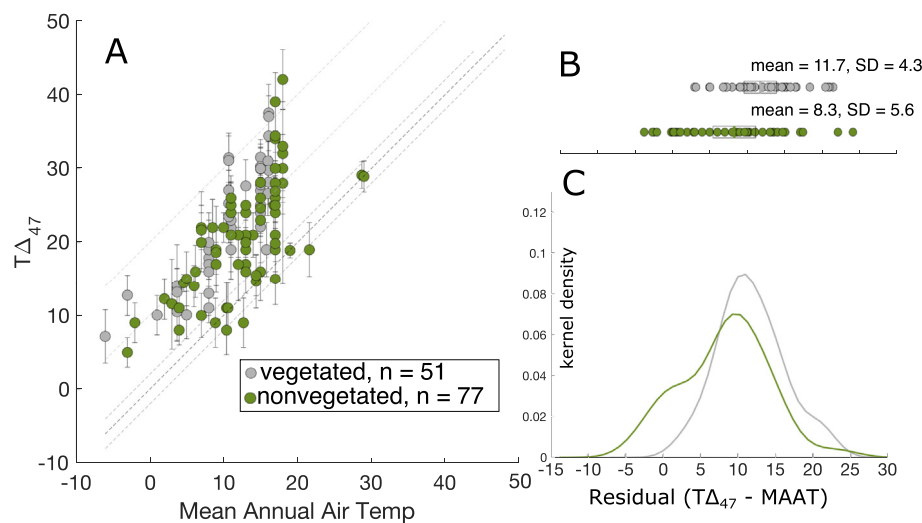 A
50
40
30
20
10
0
-10
TΔ47
-10
0
10
20
30
40
50
Mean Annual Air Temp
vegetated, n = 51
nonvegetated, n = 77
B
mean = 11.7, SD = 4.3
mean = 8.3, SD = 5.6
C
0.12
0.1
0.08
0.06
0.04
0.02
0
kernel density
-15
-10
-5
0
5
10
15
20
25
30
Residual (TΔ47 - MAAT)